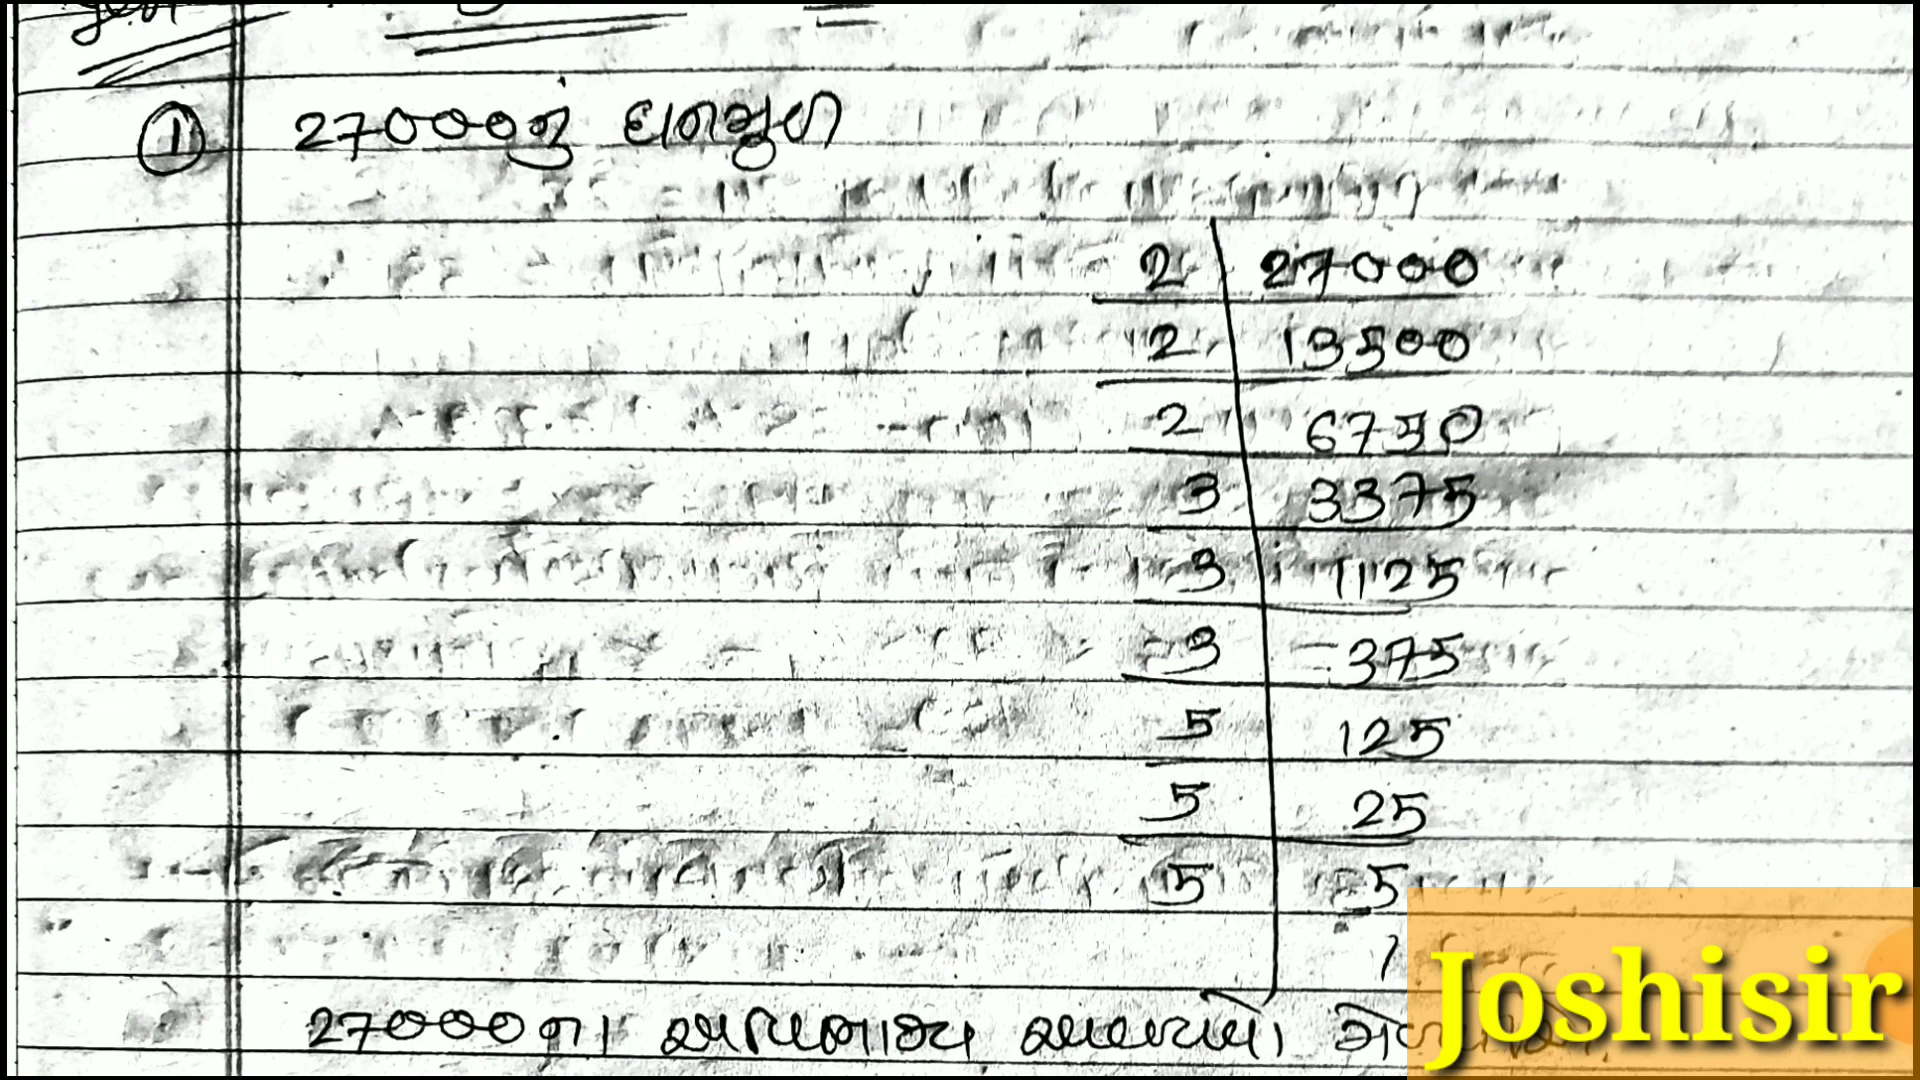 ① 27000નું ઘનમુળ
2 | 27000
2 | 13500
2 | 6750
3 | 3375
3 | 1125
3 | 375
5 | 125
5 | 25
5 | 5
1
27000ના અવિભાજ્ય અવયવો
Joshisir